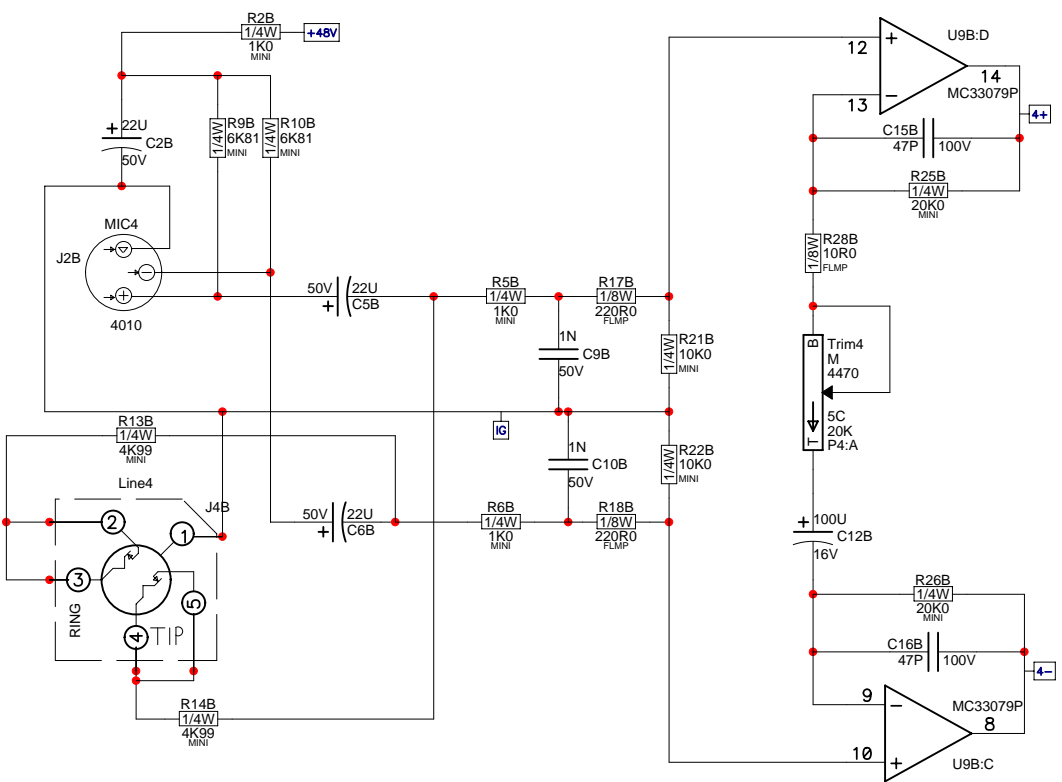 R2B
1/4W
1K0
MINI
+48V
+
22U
C2B
50V
R9B
1/4W
6K81
MINI
R10B
1/4W
6K81
MINI
MIC4
J2B
4010
50V
+
22U
C5B
R5B
1/4W
1K0
MINI
R17B
1/8W
220R0
FLMP
1N
C9B
50V
R21B
1/4W
10K0
MINI
IG
1N
C10B
50V
R22B
1/4W
10K0
MINI
R13B
1/4W
4K99
MINI
Line4
J4B
2
1
3
5
4
RING
TIP
50V
+
22U
C6B
R6B
1/4W
1K0
MINI
R18B
1/8W
220R0
FLMP
R14B
1/4W
4K99
MINI
12
+
13
−
U9B:D
14
MC33079P
4+
C15B
47P
100V
R25B
1/4W
20K0
MINI
R28B
1/8W
10R0
FLMP
B
Trim4
M
4470
5C
20K
P4:A
T
+
100U
C12B
16V
R26B
1/4W
20K0
MINI
C16B
47P
100V
4-
9
−
MC33079P
8
10
+
U9B:C